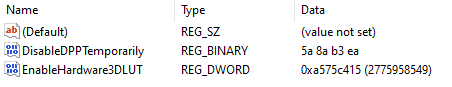 Name Type Data
(Default) REG_SZ (value not set)
DisableDPPTemporarily REG_BINARY 5a 8a b3 ea
EnableHardware3DLUT REG_DWORD 0xa575c415 (2775958549)